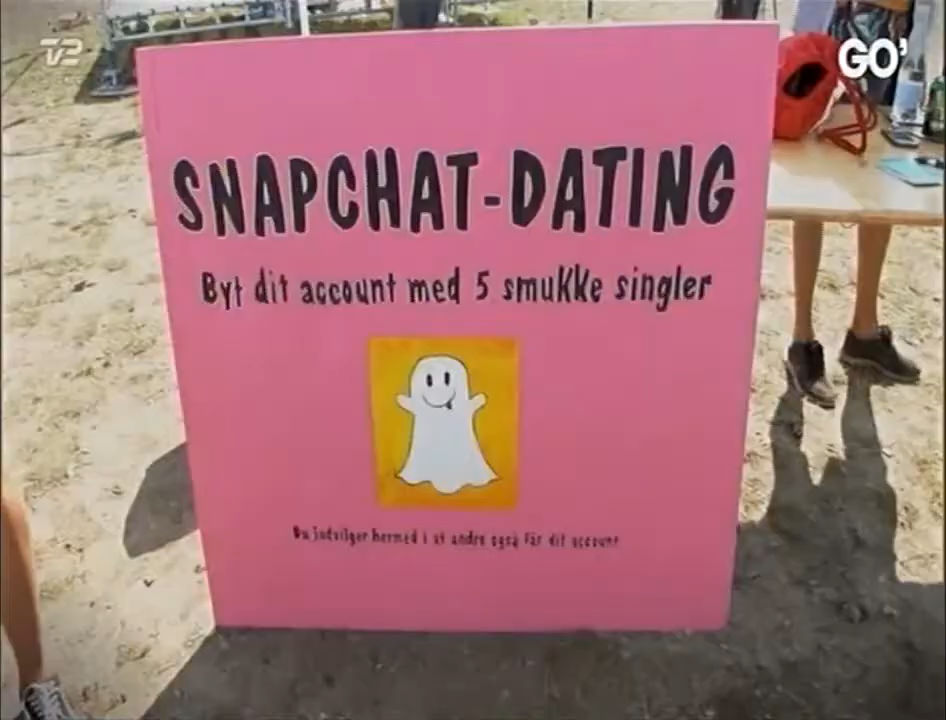 TV2
GO'
SNAPCHAT-DATING
Byt dit account med 5 smukke singler
Du indvilger hermed i at andre også får dit account